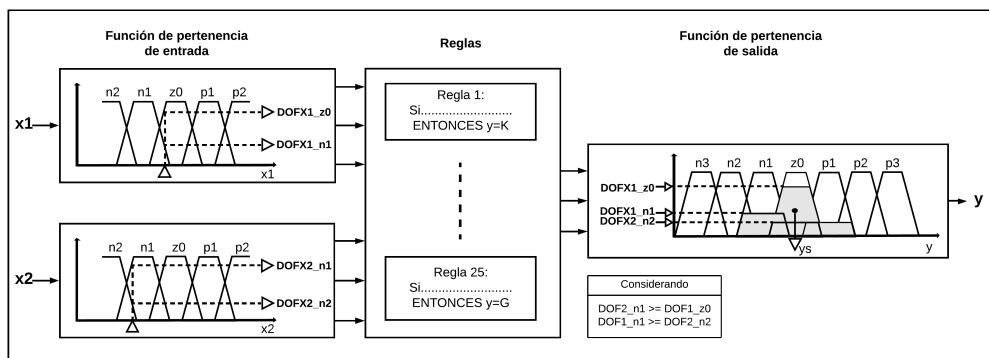 Función de pertenencia
de entrada
Reglas
Función de pertenencia
de salida
x1
n2 n1 z0 p1 p2
DOFX1_z0
DOFX1_n1
x1
x2
n2 n1 z0 p1 p2
DOFX2_n1
DOFX2_n2
x2
Regla 1:
Si..........................
ENTONCES y=K
Regla 25:
Si..........................
ENTONCES y=G
n3 n2 n1 z0 p1 p2 p3
DOFX1_z0
DOFX1_n1
DOFX2_n2
ys
y
y
Considerando
DOF2_n1 >= DOF1_z0
DOF1_n1 >= DOF2_n2